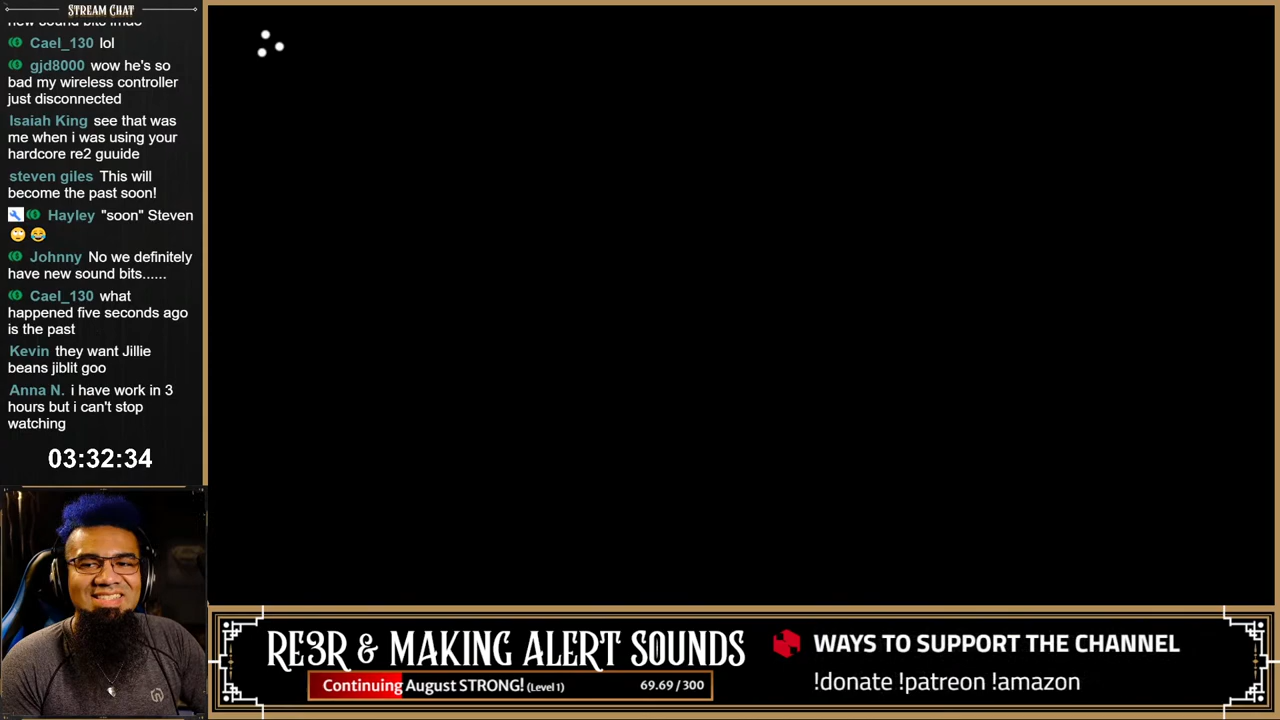 STREAM CHAT
new sound bits lmao
Cael_130 lol
gjd8000 wow he's so
bad my wireless controller
just disconnected
Isaiah King see that was
me when i was using your
hardcore re2 guuide
steven giles This will
become the past soon!
Hayley "soon" Steven
🙄 😂
Johnny No we definitely
have new sound bits......
Cael_130 what
happened five seconds ago
is the past
Kevin they want Jillie
beans jiblit goo
Anna N. i have work in 3
hours but i can't stop
watching
03:32:34
RE3R & MAKING ALERT SOUNDS
Continuing August STRONG! (Level 1) 69.69 / 300
WAYS TO SUPPORT THE CHANNEL
!donate !patreon !amazon